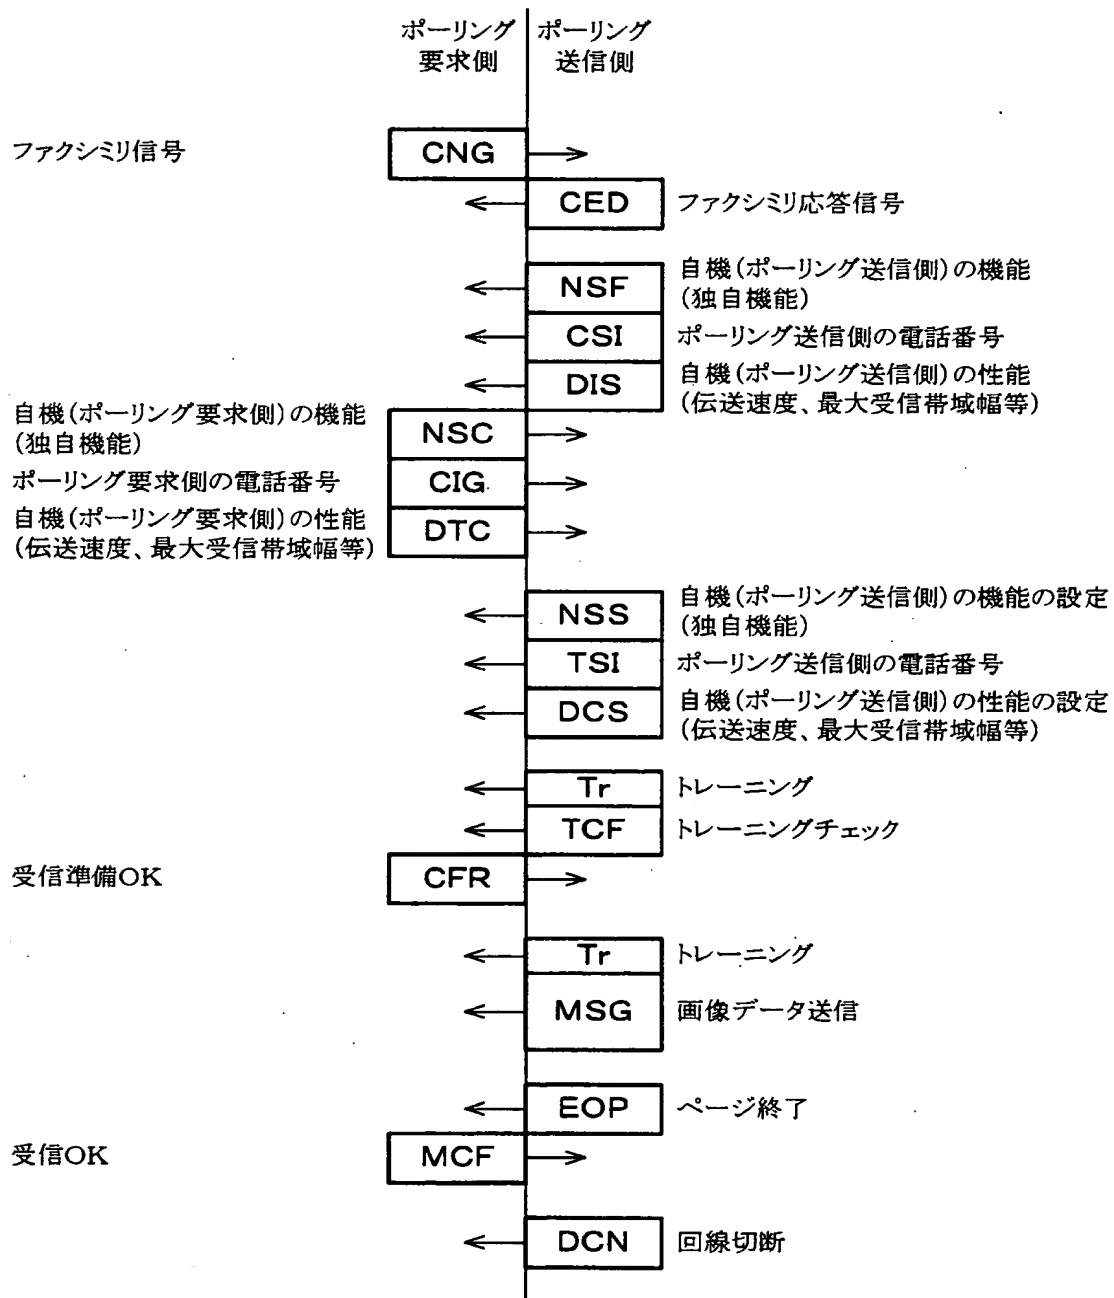 ポーリング
要求側
ポーリング
送信側
ファクシミリ信号
CNG
CED
ファクシミリ応答信号
NSF
自機(ポーリング送信側)の機能
(独自機能)
CSI
ポーリング送信側の電話番号
DIS
自機(ポーリング送信側)の性能
(伝送速度、最大受信帯域幅等)
自機(ポーリング要求側)の機能
(独自機能)
NSC
ポーリング要求側の電話番号
CIG
自機(ポーリング要求側)の性能
(伝送速度、最大受信帯域幅等)
DTC
NSS
自機(ポーリング送信側)の機能の設定
(独自機能)
TSI
ポーリング送信側の電話番号
DCS
自機(ポーリング送信側)の性能の設定
(伝送速度、最大受信帯域幅等)
Tr
トレーニング
TCF
トレーニングチェック
受信準備OK
CFR
Tr
トレーニング
MSG
画像データ送信
EOP
ページ終了
受信OK
MCF
DCN
回線切断